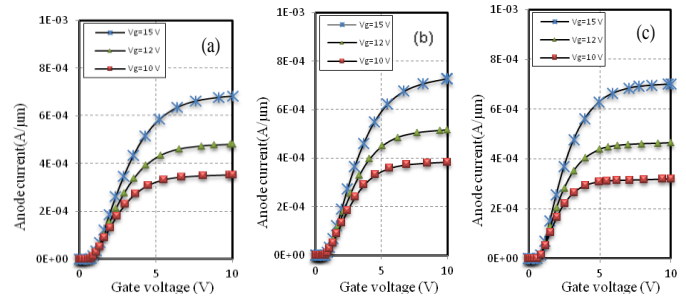 1E-03
8E-04
6E-04
4E-04
2E-04
0E+00
Anode current(A/μm)
Vg=15 V
Vg=12 V
Vg=10 V
(a)
0 5 10
Gate voltage (V)
1E-03
8E-04
6E-04
4E-04
2E-04
0E+00
Anode current(A/μm)
Vg=15 V
Vg=12 V
Vg=10 V
(b)
0 5 10
Gate voltage (V)
1E-03
8E-04
6E-04
4E-04
2E-04
0E+00
Anode current(A/μm)
Vg=15 V
Vg=12 V
Vg=10 V
(c)
0 5 10
Gate voltage (V)